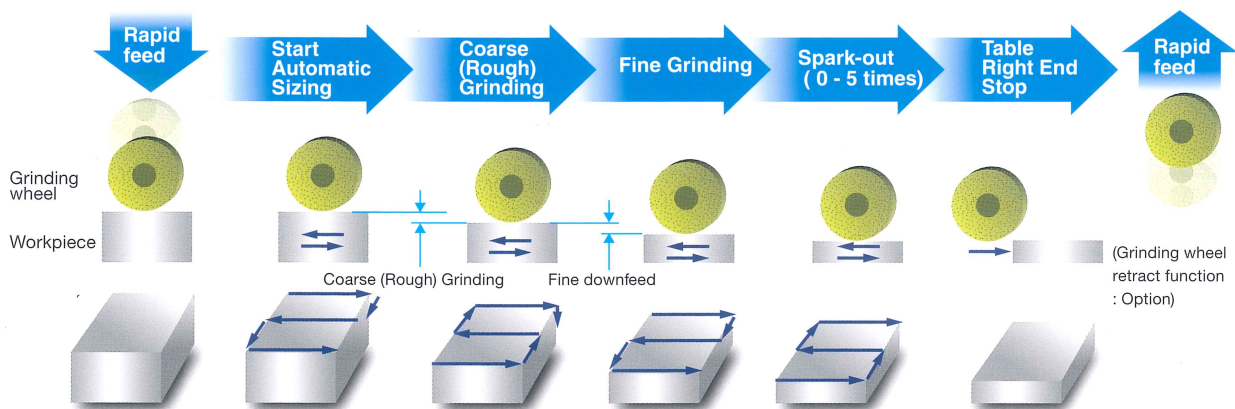 Rapid
feed
Start
Automatic
Sizing
Coarse
(Rough)
Grinding
Fine Grinding
Spark-out
( 0 - 5 times)
Table
Right End
Stop
Rapid
feed
Grinding
wheel
Workpiece
Coarse (Rough) Grinding
Fine downfeed
(Grinding wheel
retract function
: Option)